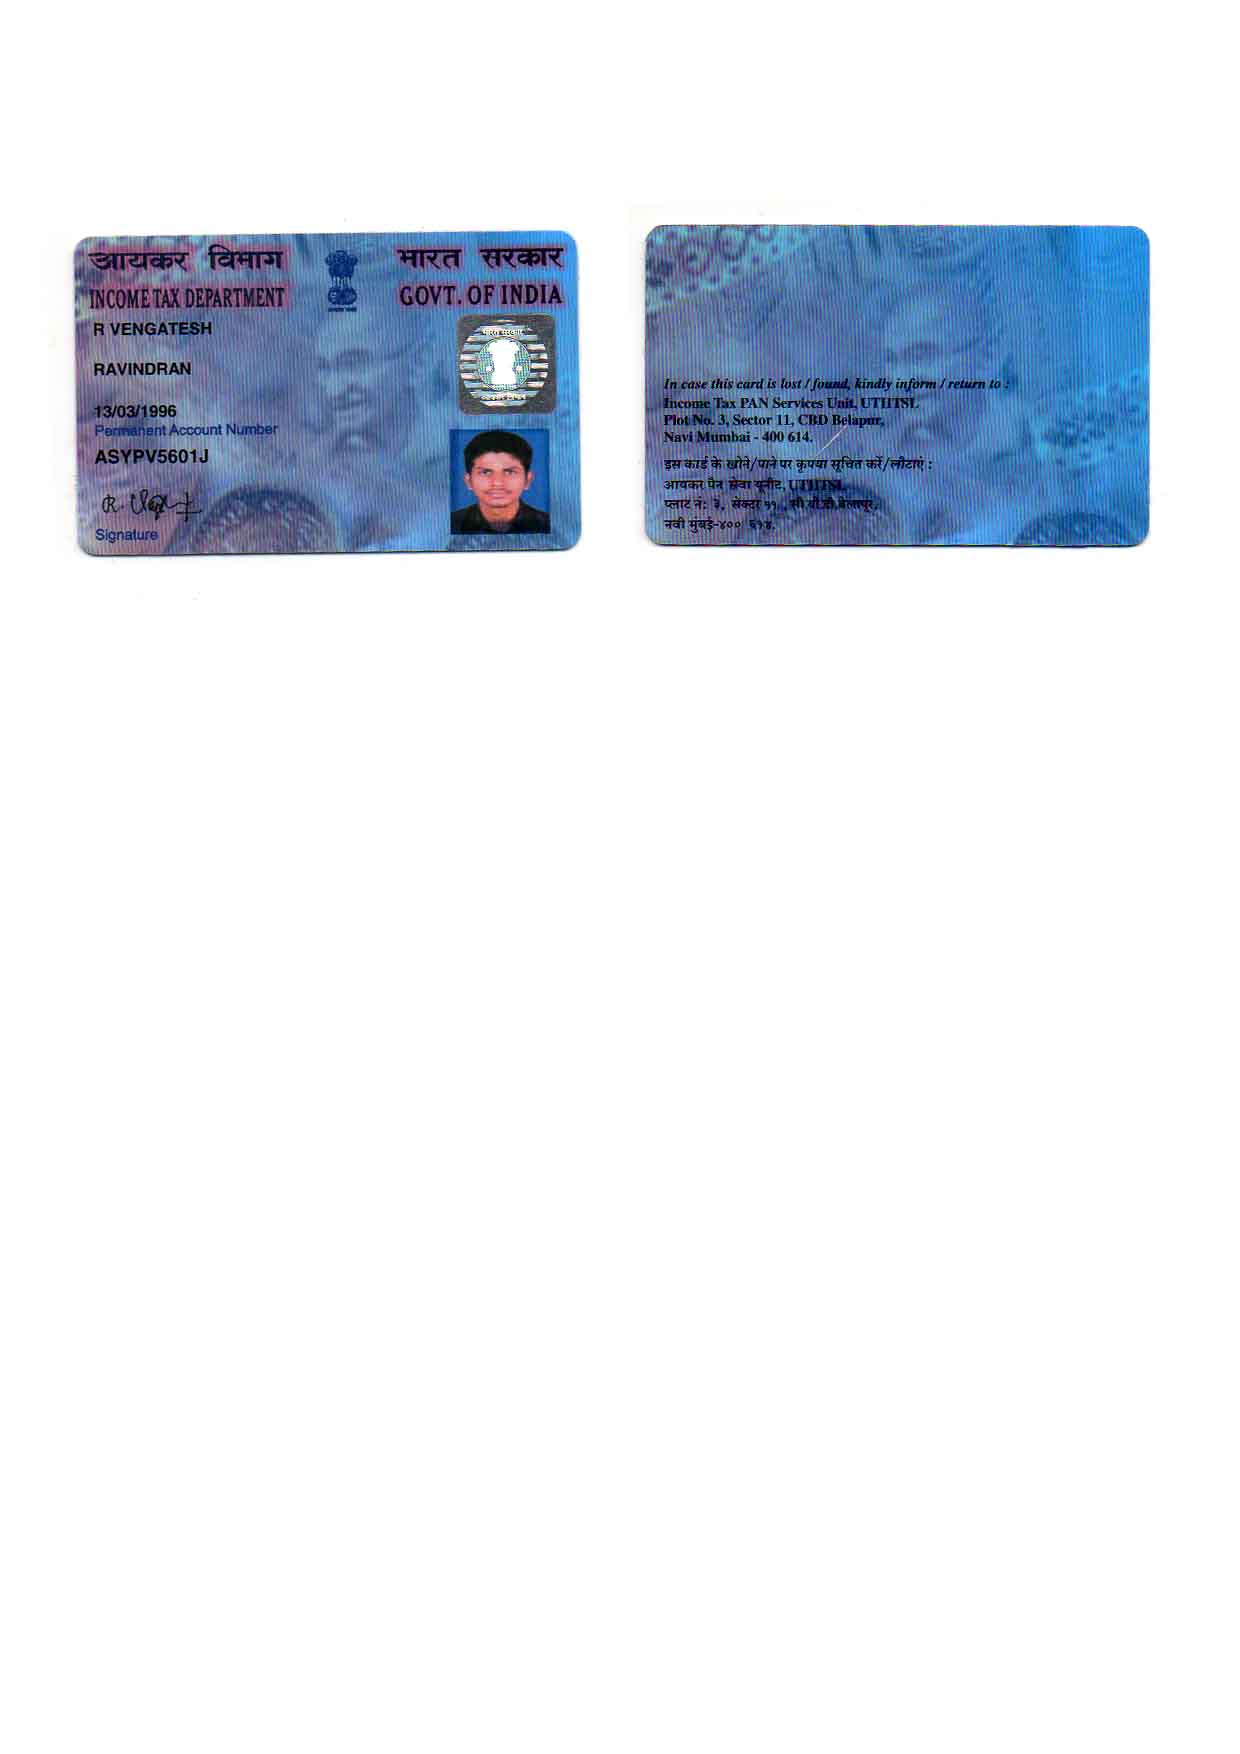 आयकर विभाग
INCOME TAX DEPARTMENT
भारत सरकार
GOVT. OF INDIA
R VENGATESH
RAVINDRAN
13/03/1996
Permanent Account Number
ASYPV5601J
Signature
In case this card is lost / found, kindly inform / return to :
Income Tax PAN Services Unit, UTIITSL
Plot No. 3, Sector 11, CBD Belapur,
Navi Mumbai - 400 614.
इस कार्ड के खोने/पाने पर कृपया सूचित करें/लौटाएं :
आयकर पैन सेवा यूनीट, UTIITSL
प्लाट नं: ३, सेक्टर ११ , सी.बी.डी.बेलापूर,
नवी मुंबई-४०० ६१४.